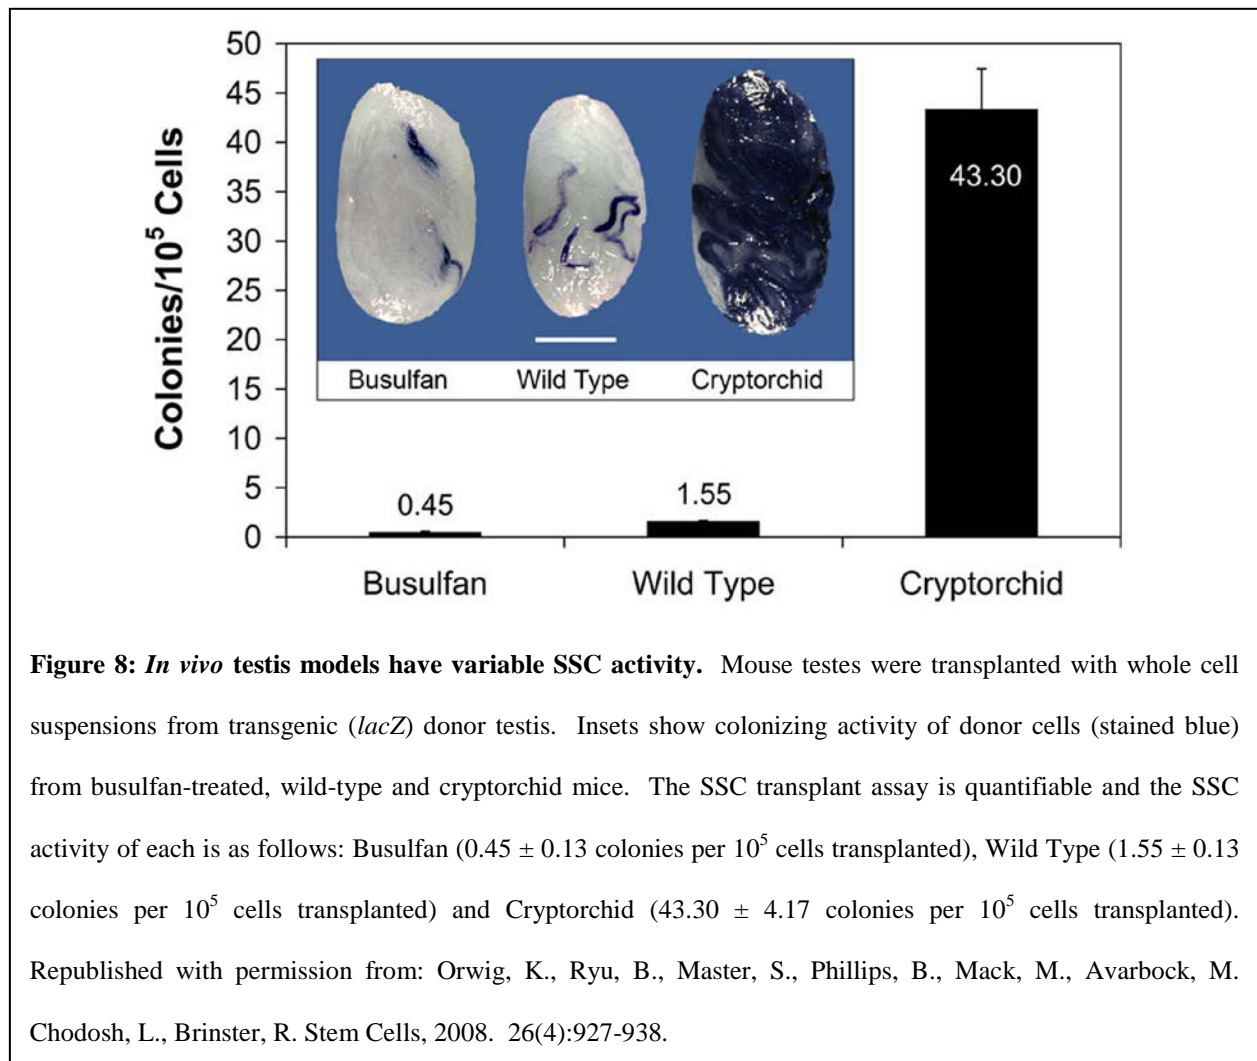 50
45
40
35
30
25
20
15
10
5
0
Colonies/10⁵ Cells
Busulfan Wild Type Cryptorchid
0.45
1.55
43.30
Busulfan Wild Type Cryptorchid
Figure 8: In vivo testis models have variable SSC activity. Mouse testes were transplanted with whole cell
suspensions from transgenic (lacZ) donor testis. Insets show colonizing activity of donor cells (stained blue)
from busulfan-treated, wild-type and cryptorchid mice. The SSC transplant assay is quantifiable and the SSC
activity of each is as follows: Busulfan (0.45 ± 0.13 colonies per 10⁵ cells transplanted), Wild Type (1.55 ± 0.13
colonies per 10⁵ cells transplanted) and Cryptorchid (43.30 ± 4.17 colonies per 10⁵ cells transplanted).
Republished with permission from: Orwig, K., Ryu, B., Master, S., Phillips, B., Mack, M., Avarbock, M.
Chodosh, L., Brinster, R. Stem Cells, 2008. 26(4):927-938.